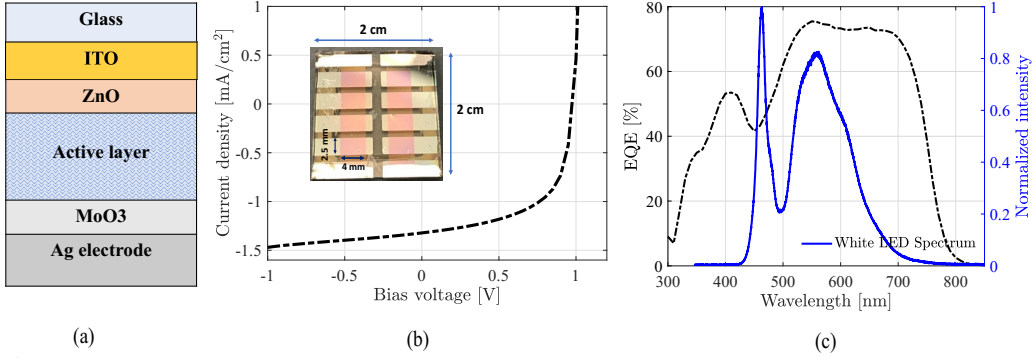 Glass
ITO
ZnO
Active layer
MoO3
Ag electrode
(a)
Current density [mA/cm²]
1
0.5
0
-0.5
-1
-1.5
-1
-0.5
0
0.5
1
Bias voltage [V]
2 cm
2 cm
2.5 mm
4 mm
(b)
EQE [%]
80
60
40
20
0
300
400
500
600
700
800
Wavelength [nm]
1
0.8
0.6
0.4
0.2
0
Normalized intensity
White LED Spectrum
(c)